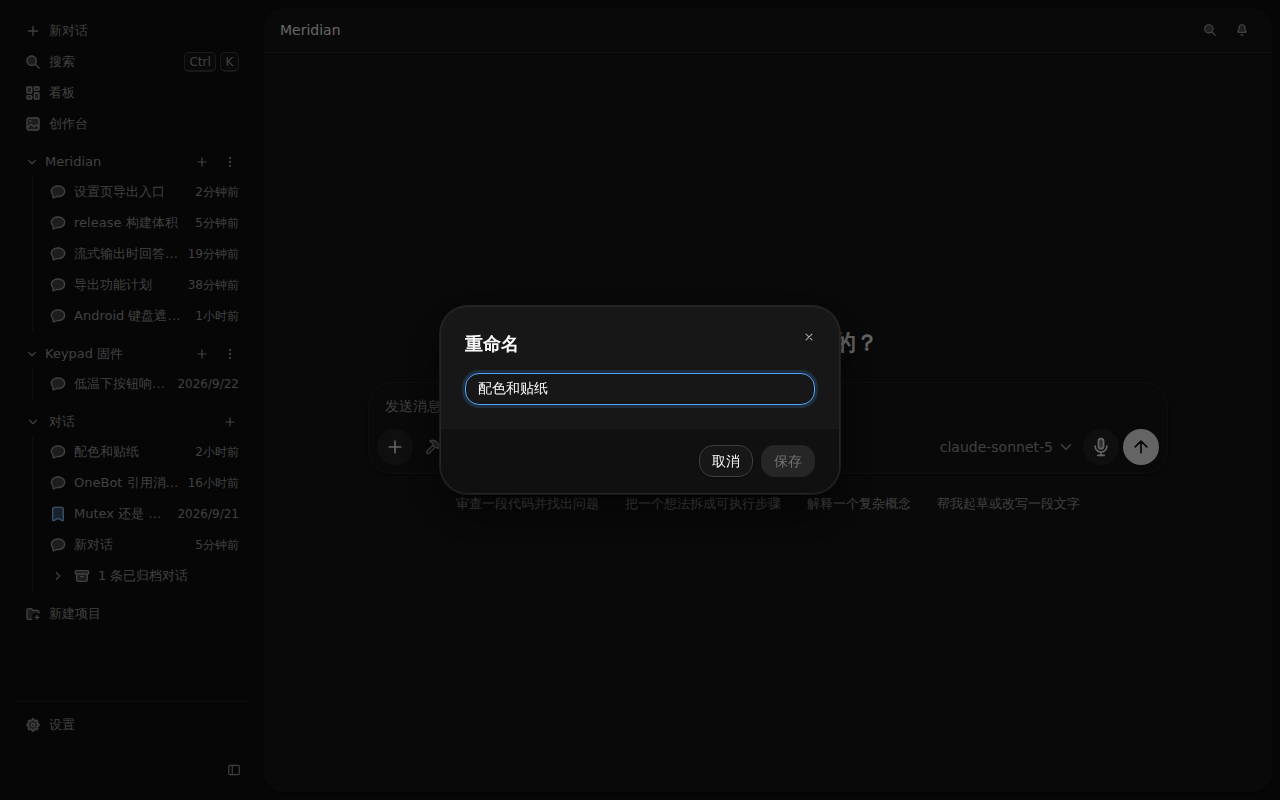 新对话
搜索 Ctrl K
看板
创作台
Meridian
设置页导出入口 2分钟前
release 构建体积 5分钟前
流式输出时回答… 19分钟前
导出功能计划 38分钟前
Android 键盘遮… 1小时前
Keypad 固件
低温下按钮响… 2026/9/22
对话
配色和贴纸 2小时前
OneBot 引用消… 16小时前
Mutex 还是 … 2026/9/21
新对话 5分钟前
1 条已归档对话
新建项目
设置
Meridian
的？
重命名
配色和贴纸
取消
保存
发送消息
claude-sonnet-5
审查一段代码并找出问题
把一个想法拆成可执行步骤
解释一个复杂概念
帮我起草或改写一段文字